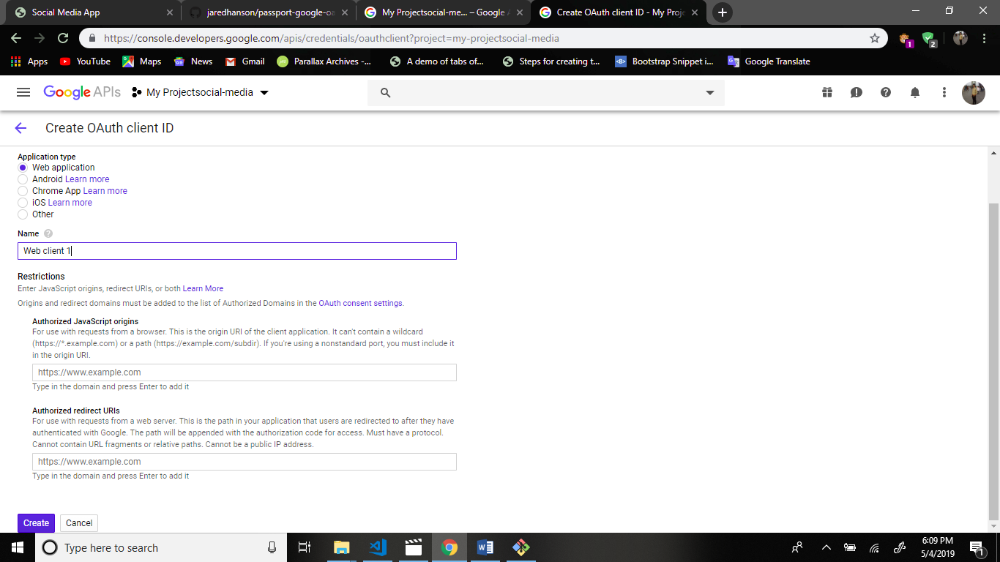 Social Media App
jaredhanson/passport-google-oa
My Projectsocial-me... – Google A
Create OAuth client ID - My Proje
https://console.developers.google.com/apis/credentials/oauthclient?project=my-projectsocial-media
1
2
Apps
YouTube
Maps
News
Gmail
Parallax Archives -...
A demo of tabs of...
Steps for creating t...
<B>
Bootstrap Snippet i...
Google Translate
Google APIs
My Projectsocial-media
Create OAuth client ID
Application type
Web application
Android Learn more
Chrome App Learn more
iOS Learn more
Other
Name
Web client 1
Restrictions
Enter JavaScript origins, redirect URIs, or both Learn More
Origins and redirect domains must be added to the list of Authorized Domains in the OAuth consent settings.
Authorized JavaScript origins
For use with requests from a browser. This is the origin URI of the client application. It can't contain a wildcard
(https://*.example.com) or a path (https://example.com/subdir). If you're using a nonstandard port, you must include it
in the origin URI.
https://www.example.com
Type in the domain and press Enter to add it
Authorized redirect URIs
For use with requests from a web server. This is the path in your application that users are redirected to after they have
authenticated with Google. The path will be appended with the authorization code for access. Must have a protocol.
Cannot contain URL fragments or relative paths. Cannot be a public IP address.
https://www.example.com
Type in the domain and press Enter to add it
Create
Cancel
Type here to search
6:09 PM
5/4/2019
1